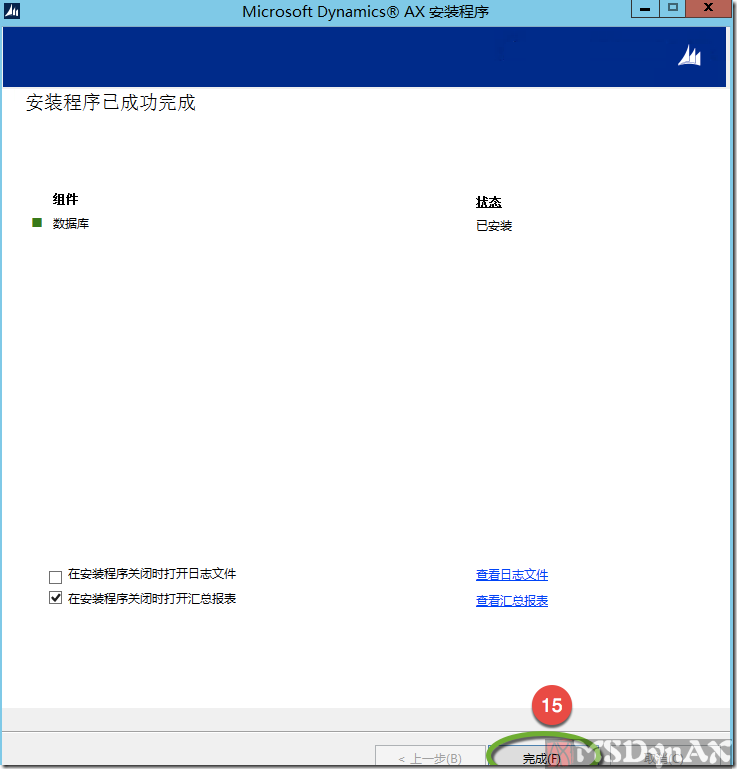 Microsoft Dynamics® AX 安装程序
安装程序已成功完成
组件 状态
数据库 已安装
在安装程序关闭时打开日志文件 查看日志文件
在安装程序关闭时打开汇总报表 查看汇总报表
15
< 上一步(B) 完成(F) 取消(C)
MSDynAX